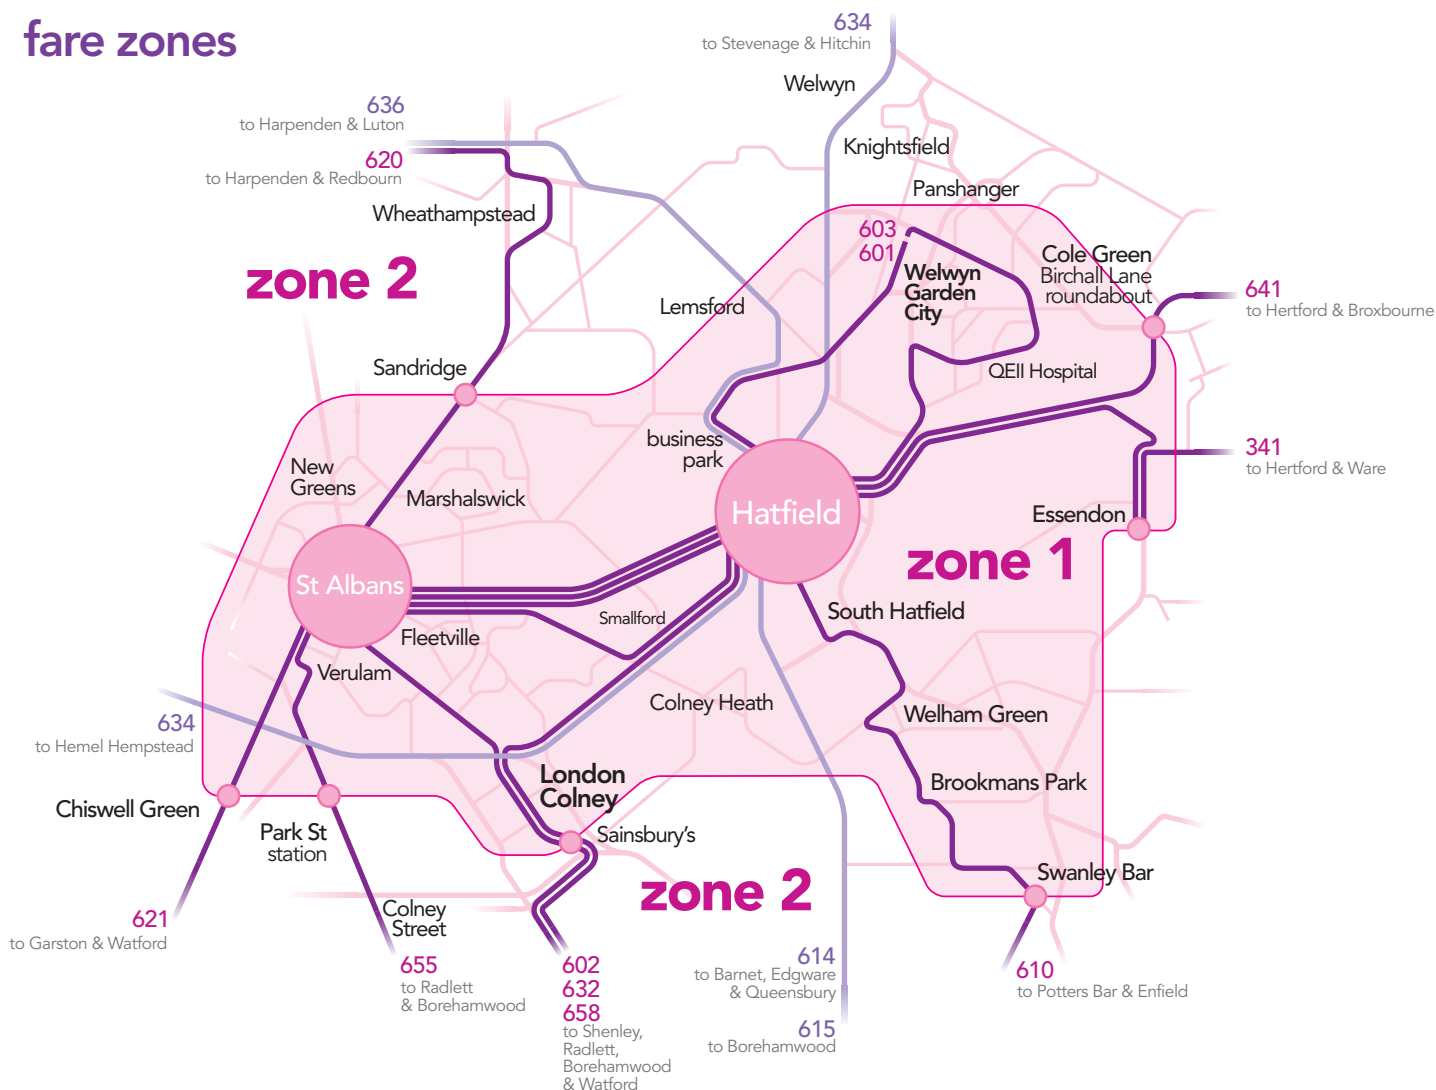 fare zones
634
to Stevenage & Hitchin
Welwyn
636
to Harpenden & Luton
620
to Harpenden & Redbourn
Wheathampstead
Knightsfield
Panshanger
zone 2
603
601
Welwyn
Garden
City
Cole Green
Birchall Lane
roundabout
641
to Hertford & Broxbourne
Lemsford
Sandridge
QEII Hospital
business
park
New
Greens
Marshalswick
341
to Hertford & Ware
Hatfield
Essendon
zone 1
St Albans
Smallford
South Hatfield
Fleetville
Verulam
Colney Heath
Welham Green
634
to Hemel Hempstead
London
Colney
Brookmans Park
Chiswell Green
Park St
station
Sainsbury's
Swanley Bar
zone 2
621
to Garston & Watford
Colney
Street
655
to Radlett
& Borehamwood
602
632
658
to Shenley,
Radlett,
Borehamwood
& Watford
614
to Barnet, Edgware
& Queensbury
615
to Borehamwood
610
to Potters Bar & Enfield